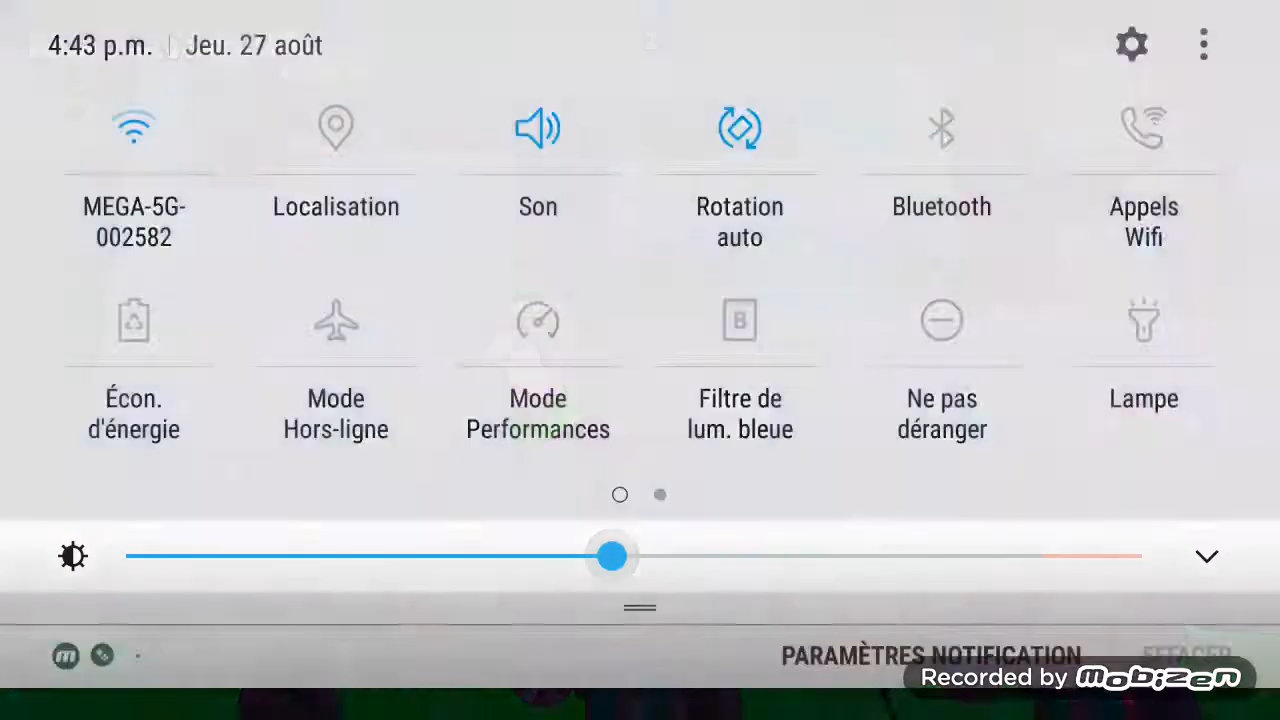 4:43 p.m. | Jeu. 27 août
MEGA-5G-
002582
Localisation
Son
Rotation
auto
Bluetooth
Appels
Wifi
Écon.
d'énergie
Mode
Hors-ligne
Mode
Performances
B
Filtre de
lum. bleue
Ne pas
déranger
Lampe
PARAMÈTRES NOTIFICATION
EFFACER
Recorded by mobizen